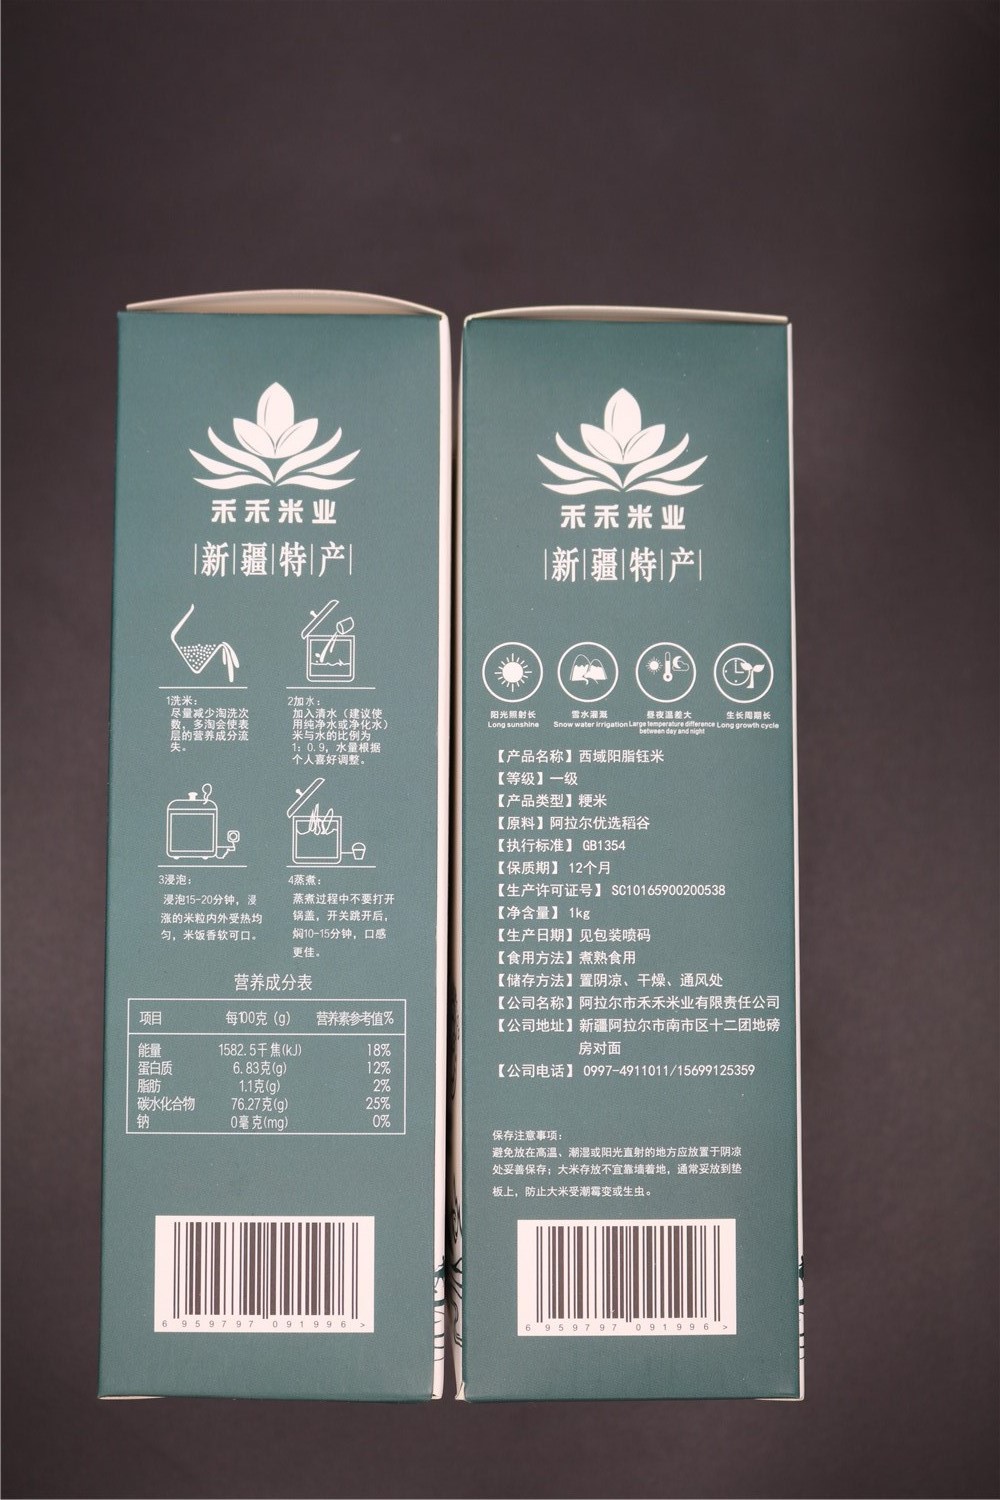 禾禾米业
新疆特产
1洗米：
尽量减少淘洗次
数，多淘会使表
层的营养成分流
失。
2加水：
加入清水（建议使
用纯净水或净化水）
米与水的比例为
1：0.9，水量根据
个人喜好调整。
3浸泡：
浸泡15-20分钟，浸
涨的米粒内外受热均
匀，米饭香软可口。
4蒸煮：
蒸煮过程中不要打开
锅盖，开关跳开后，
焖10-15分钟，口感
更佳。
营养成分表
项目 每100克（g） 营养素参考值%
能量 1582.5千焦(kJ) 18%
蛋白质 6.83克(g) 12%
脂肪 1.1克(g) 2%
碳水化合物 76.27克(g) 25%
钠 0毫克(mg) 0%
6 959797 091996 >
禾禾米业
新疆特产
阳光照射长 雪水灌溉 昼夜温差大 生长周期长
Long sunshine Snow water irrigation Large temperature difference Long growth cycle
between day and night
【产品名称】西域阳脂钰米
【等级】一级
【产品类型】粳米
【原料】阿拉尔优选稻谷
【执行标准】GB1354
【保质期】12个月
【生产许可证号】SC10165900200538
【净含量】1kg
【生产日期】见包装喷码
【食用方法】煮熟食用
【储存方法】置阴凉、干燥、通风处
【公司名称】阿拉尔市禾禾米业有限责任公司
【公司地址】新疆阿拉尔市南市区十二团地磅
房对面
【公司电话】0997-4911011/15699125359
保存注意事项：
避免放在高温、潮湿或阳光直射的地方应放置于阴凉
处妥善保存；大米存放不宜靠墙着地，通常妥放到垫
板上，防止大米受潮霉变或生虫。
6 959797 091996 >